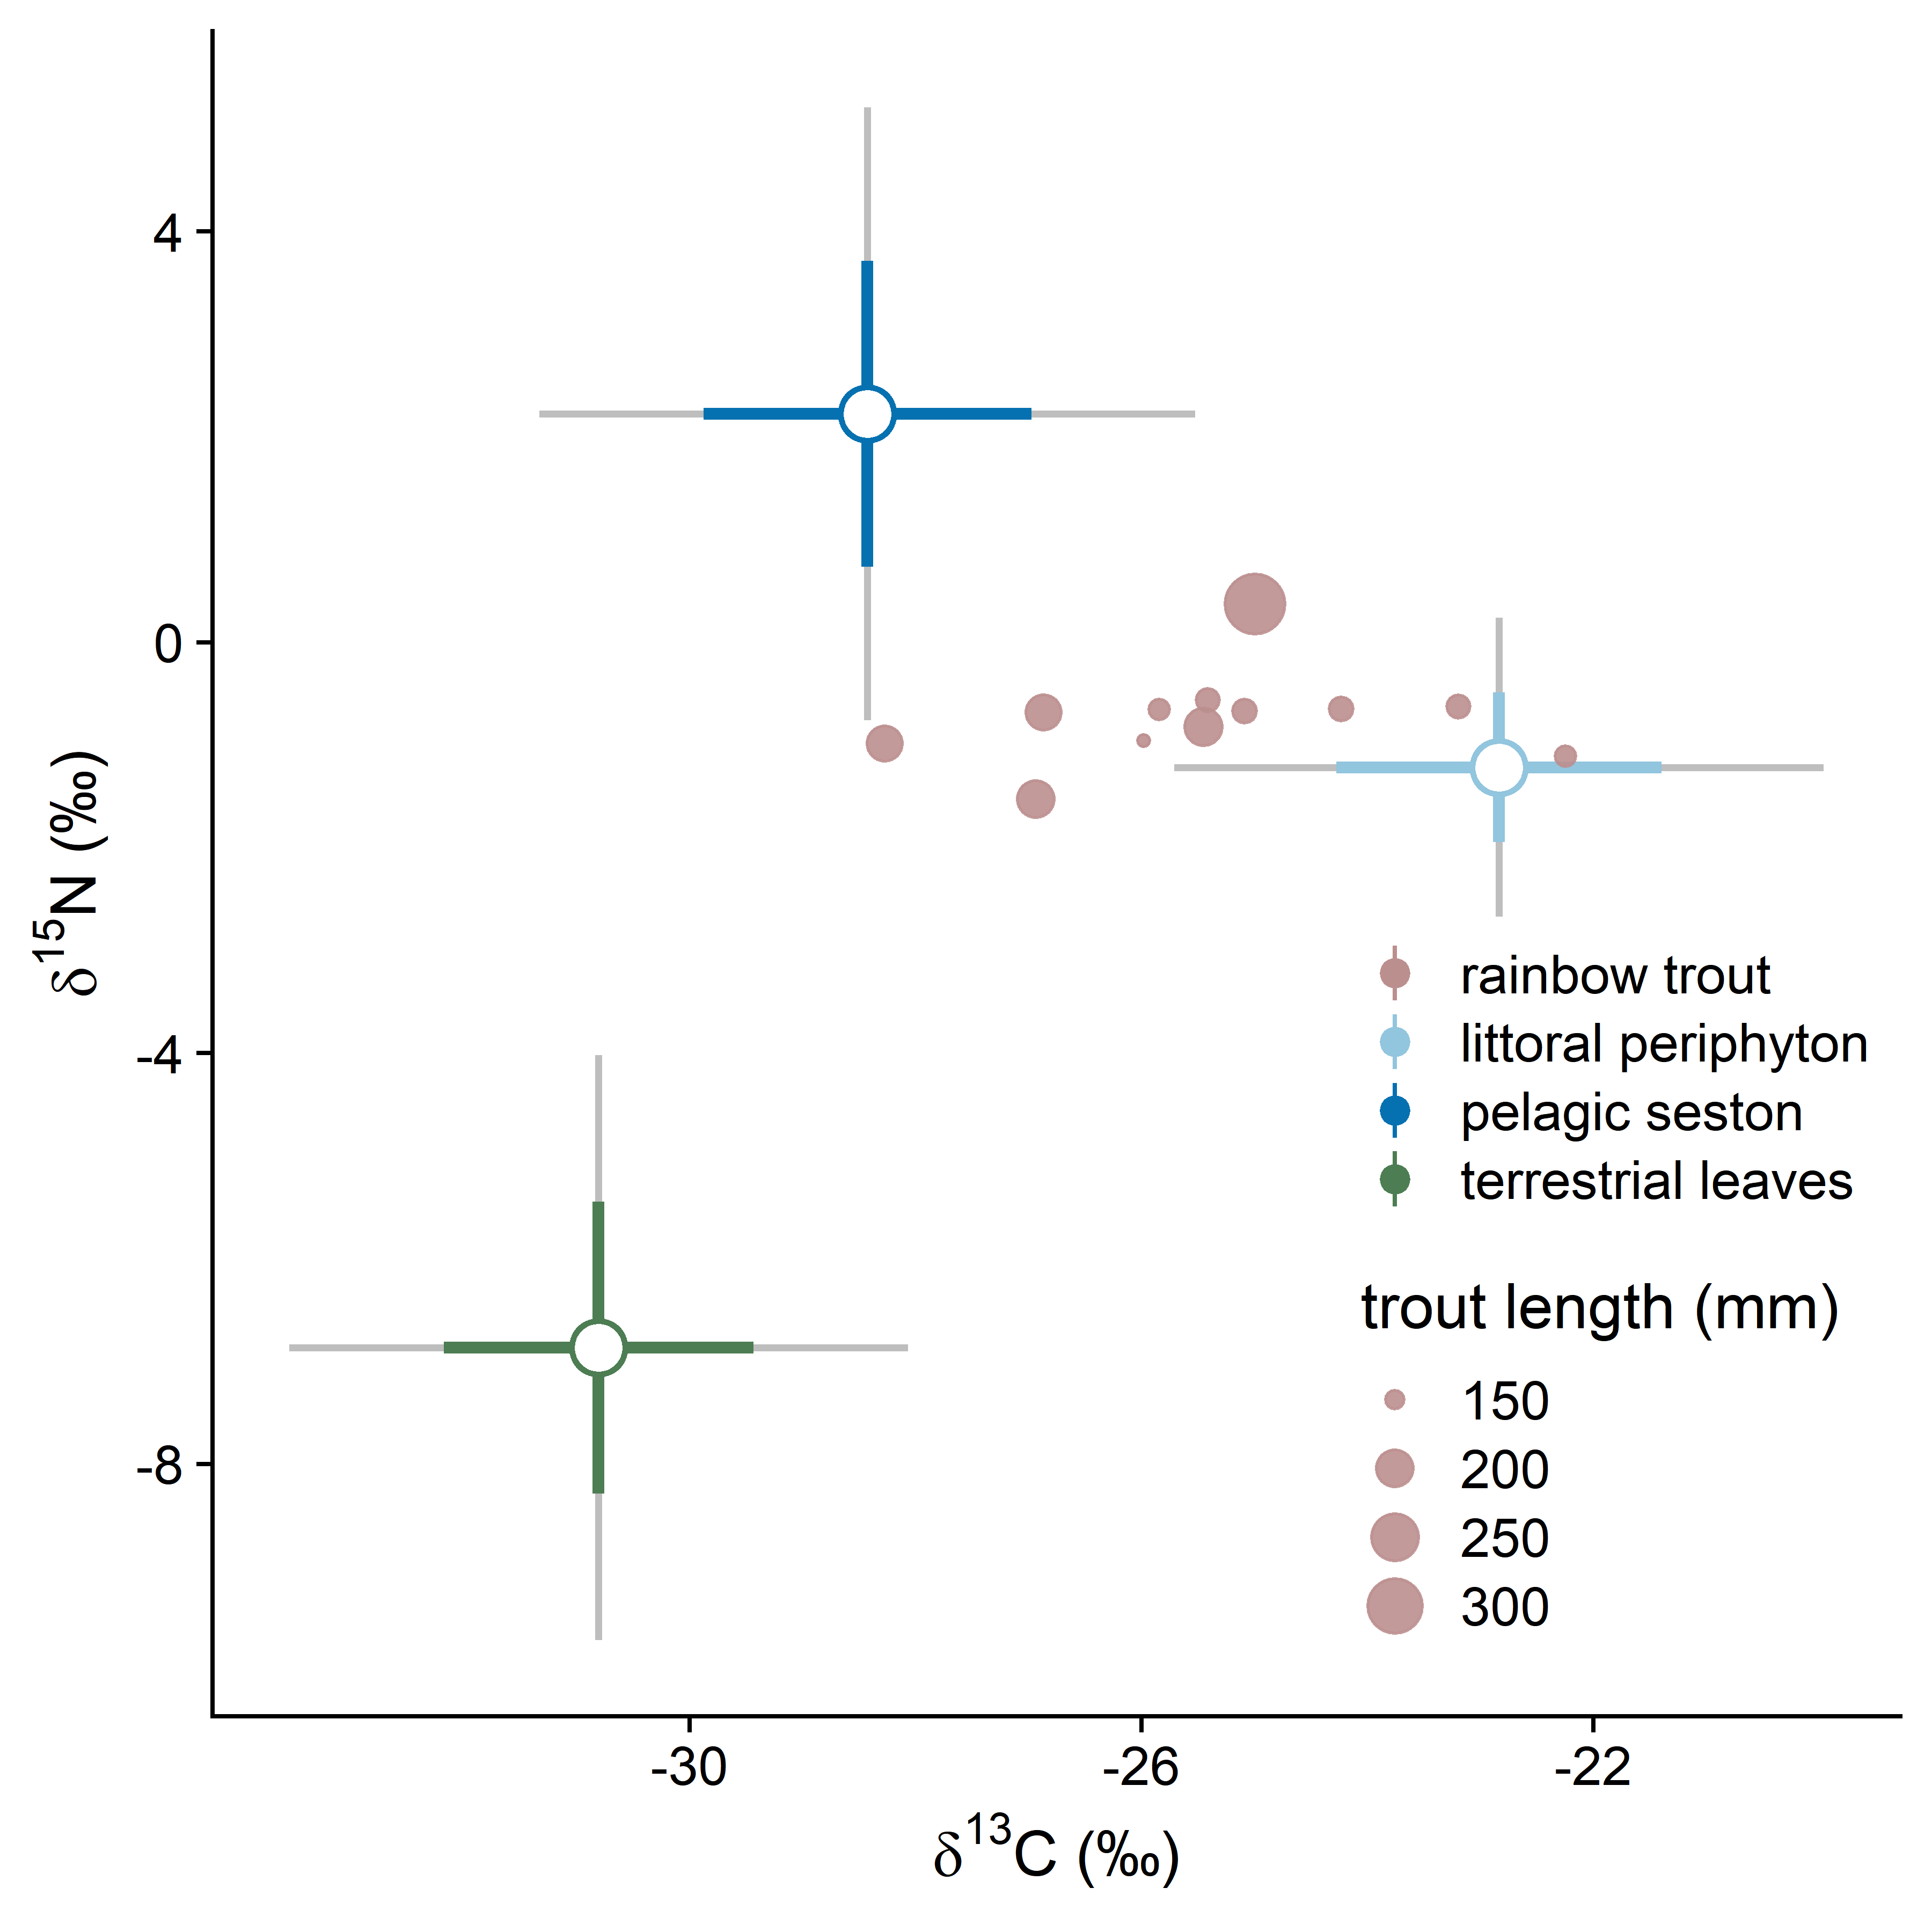 4
0
-4
-8
δ15N (‰)
rainbow trout
littoral periphyton
pelagic seston
terrestrial leaves
trout length (mm)
150
200
250
300
-30 -26 -22
δ13C (‰)